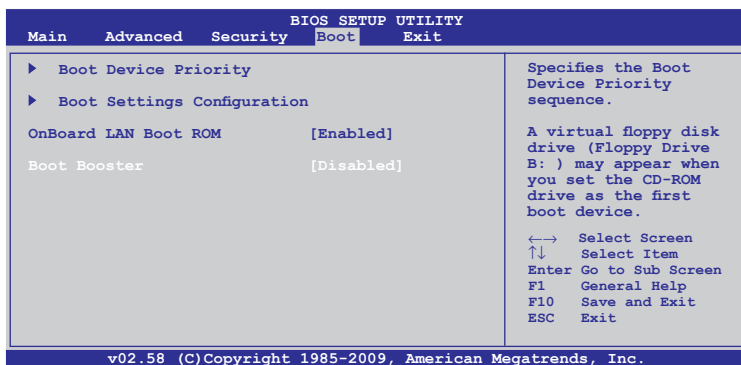 BIOS SETUP UTILITY
Main Advanced Security Boot Exit
Boot Device Priority
Boot Settings Configuration
OnBoard LAN Boot ROM [Enabled]
Boot Booster [Disabled]
Specifies the Boot
Device Priority
sequence.
A virtual floppy disk
drive (Floppy Drive
B: ) may appear when
you set the CD-ROM
drive as the first
boot device.
←→ Select Screen
↑↓ Select Item
Enter Go to Sub Screen
F1 General Help
F10 Save and Exit
ESC Exit
v02.58 (C)Copyright 1985-2009, American Megatrends, Inc.